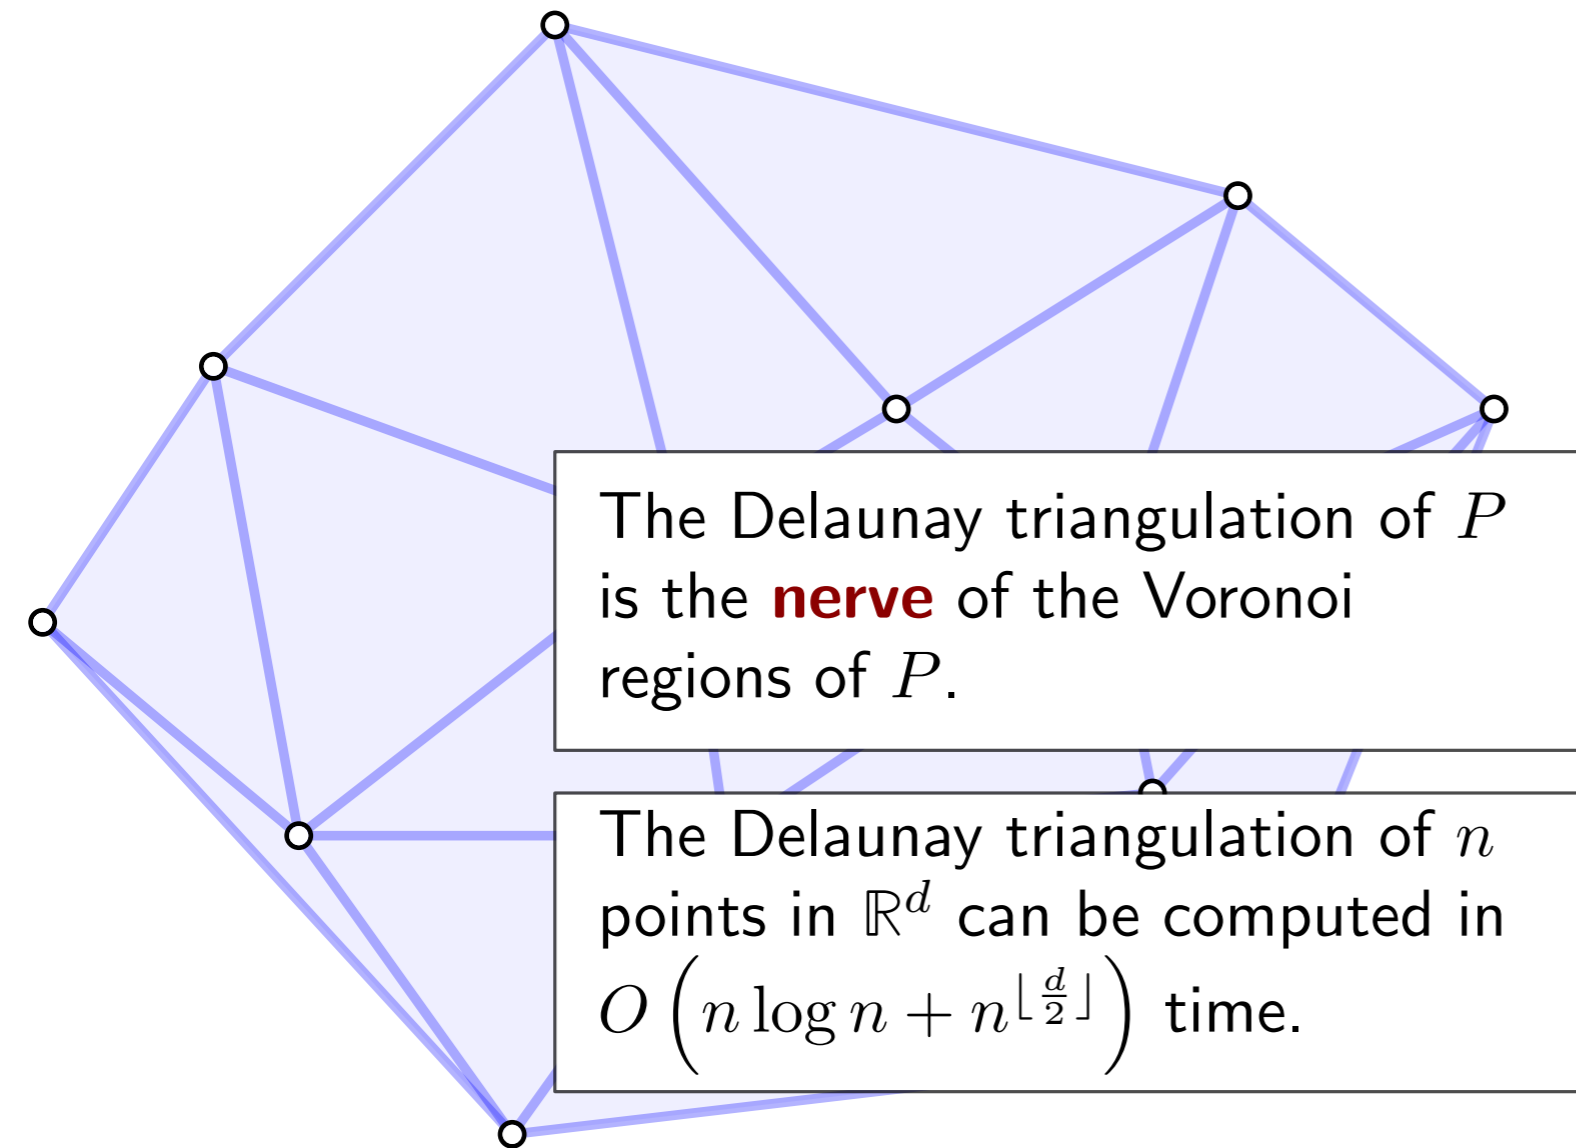 The Delaunay triangulation of P
is the nerve of the Voronoi
regions of P.
The Delaunay triangulation of n
points in ℝ^d can be computed in
O(n log n + n^{⌊d/2⌋}) time.